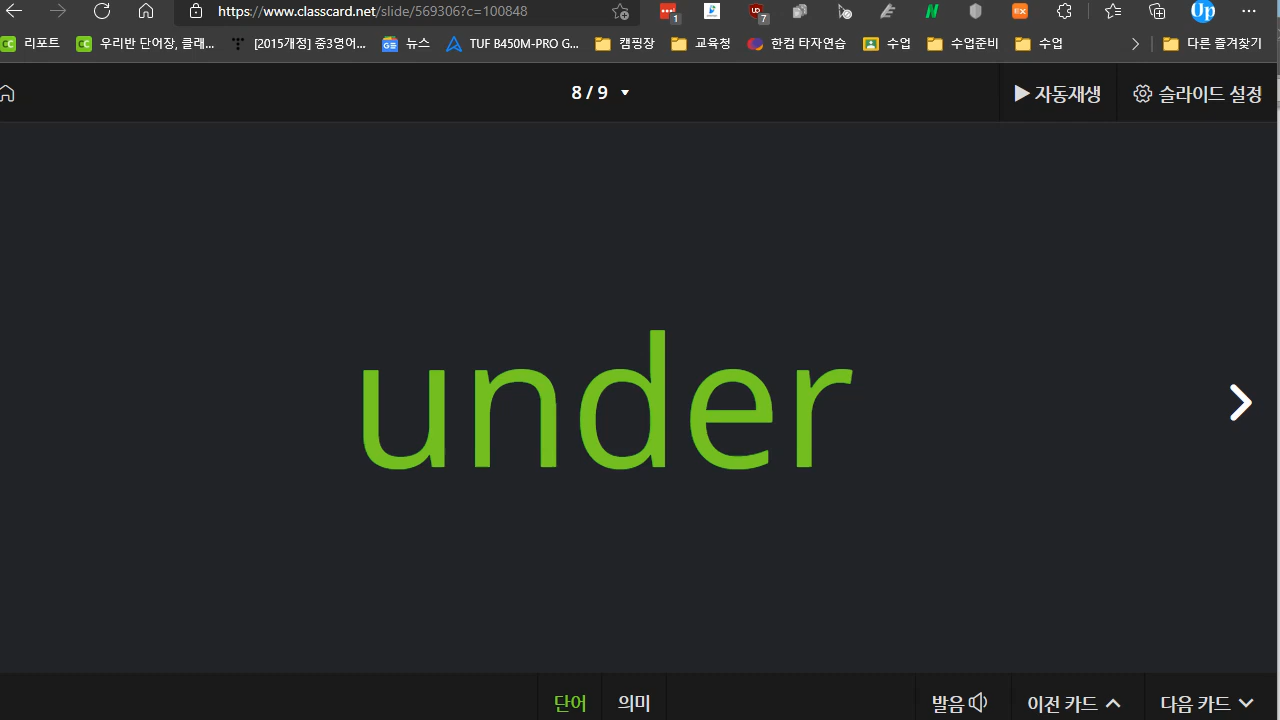 https://www.classcard.net/slide/569306?c=100848
1
7
Up
리포트 우리반 단어장 클래... [2015개정] 중3영어... 뉴스 TUF B450M-PRO G... 캠핑장 교육청 한컴 타자연습 수업 수업준비 수업 다른 즐겨찾기
8 / 9 자동재생 슬라이드 설정
under
단어 의미 발음 이전 카드 다음 카드